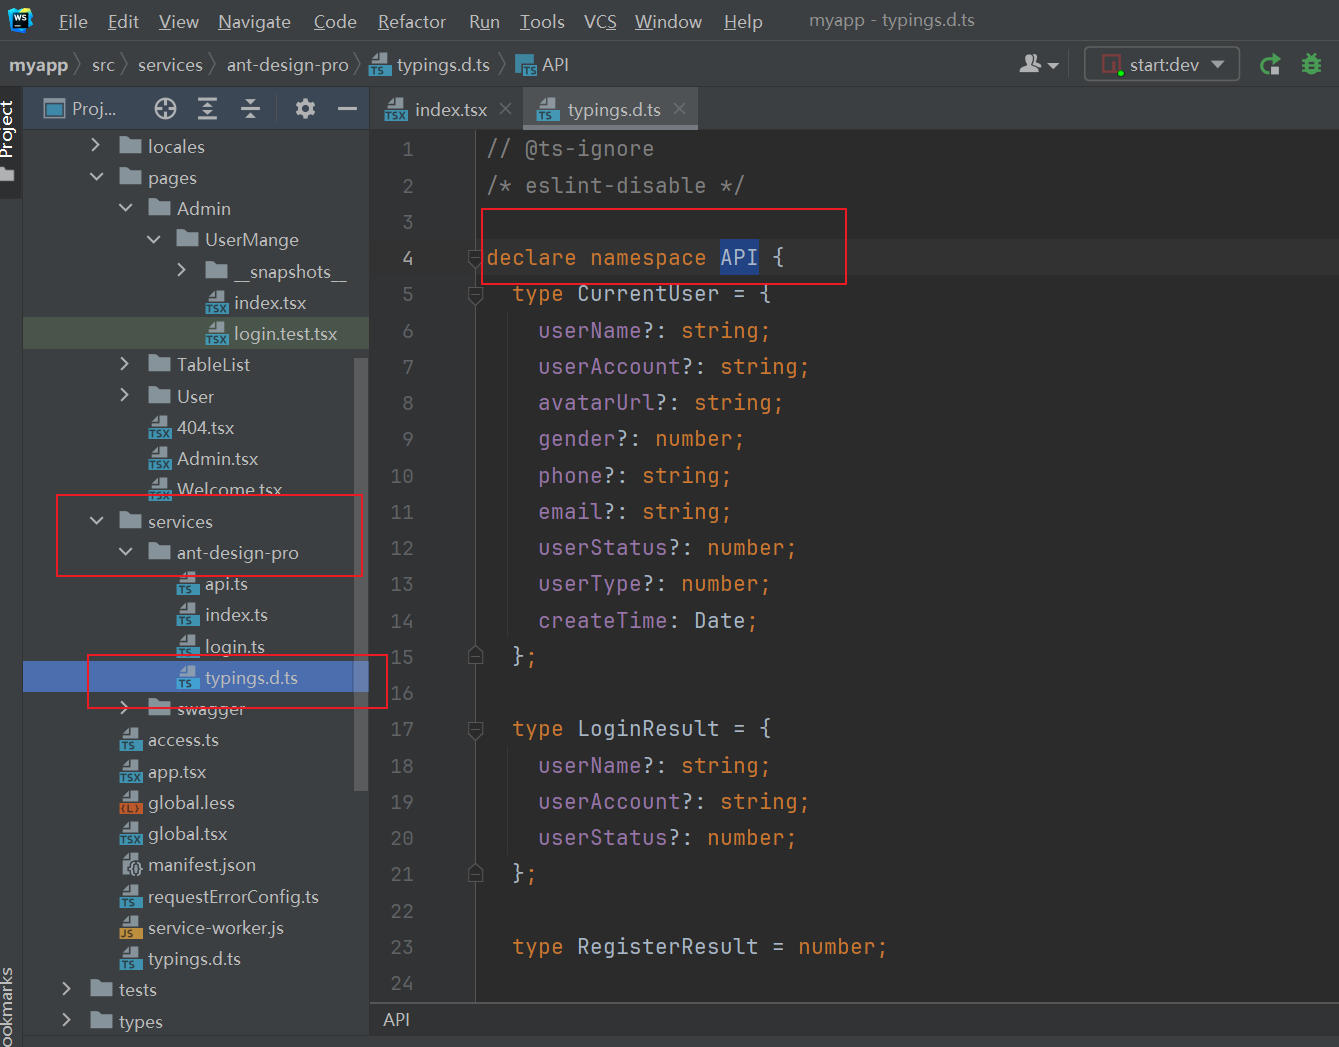 WS File Edit View Navigate Code Refactor Run Tools VCS Window Help myapp - typings.d.ts
myapp src services ant-design-pro typings.d.ts API start:dev
Project
Proj...
index.tsx typings.d.ts
locales
pages
Admin
UserMange
__snapshots__
index.tsx
login.test.tsx
TableList
User
404.tsx
Admin.tsx
Welcome.tsx
services
ant-design-pro
api.ts
index.ts
login.ts
typings.d.ts
swagger
access.ts
app.tsx
global.less
global.tsx
manifest.json
requestErrorConfig.ts
service-worker.js
typings.d.ts
tests
types
ookmarks
1 // @ts-ignore
2 /* eslint-disable */
3
4 declare namespace API {
5 type CurrentUser = {
6 userName?: string;
7 userAccount?: string;
8 avatarUrl?: string;
9 gender?: number;
10 phone?: string;
11 email?: string;
12 userStatus?: number;
13 userType?: number;
14 createTime: Date;
15 };
16
17 type LoginResult = {
18 userName?: string;
19 userAccount?: string;
20 userStatus?: number;
21 };
22
23 type RegisterResult = number;
24
API